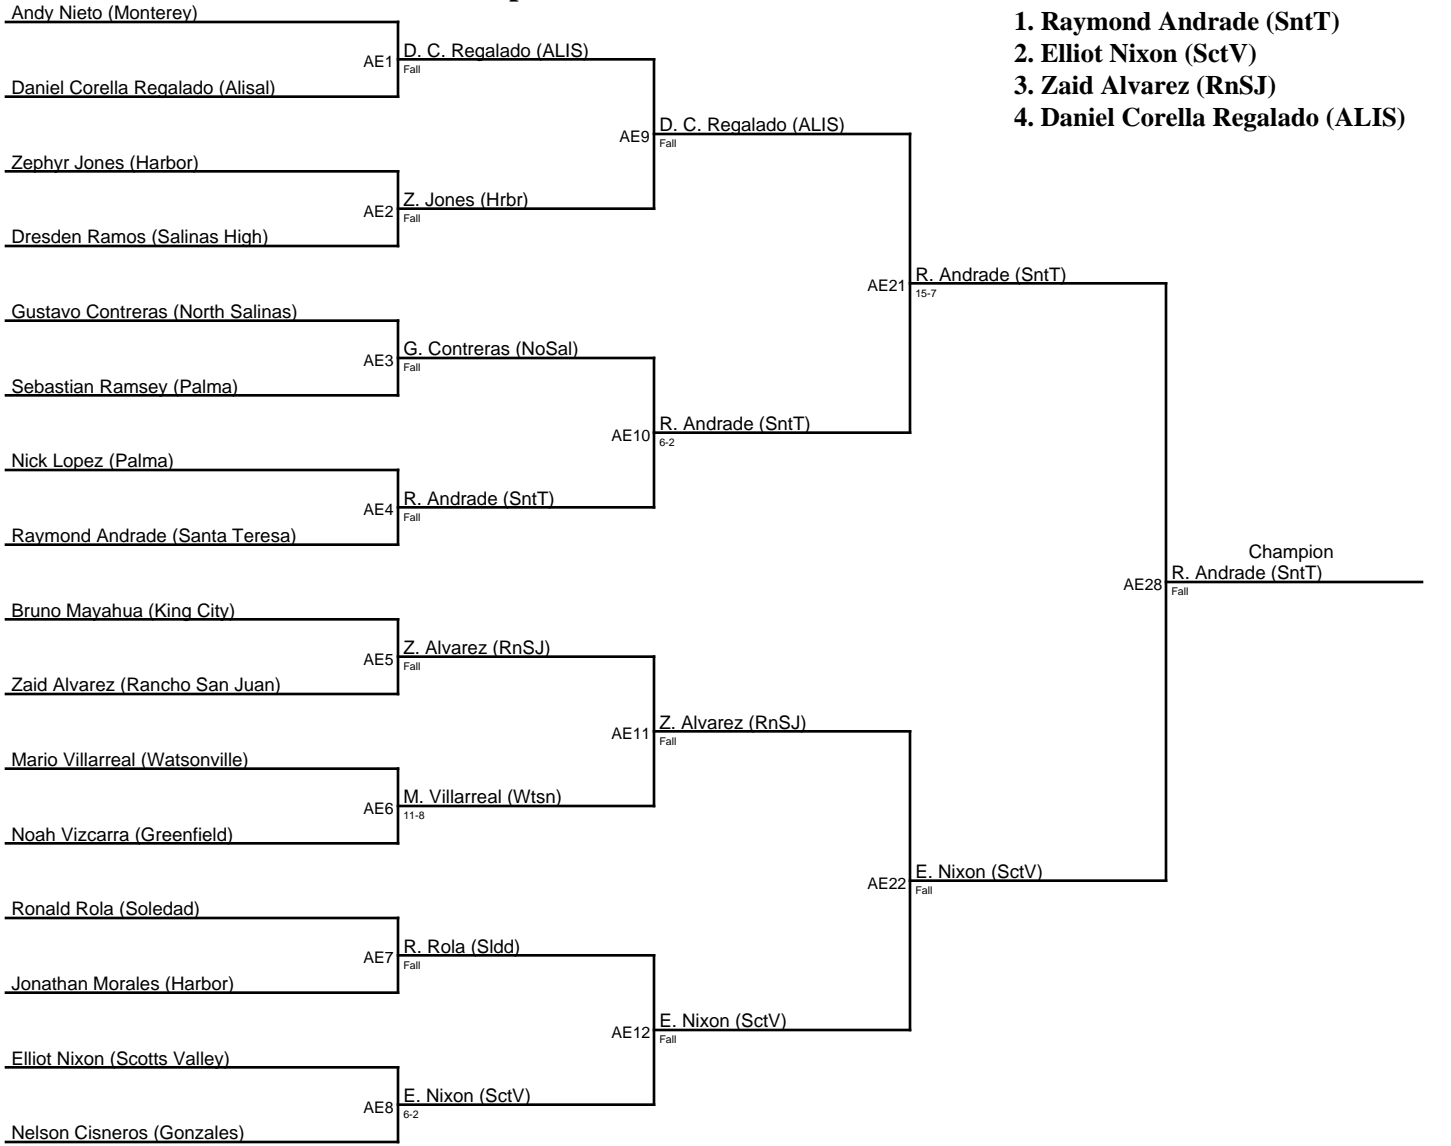 Andy Nieto (Monterey)
AE1
D. C. Regalado (ALIS)
Fall
Daniel Corella Regalado (Alisal)
AE9
D. C. Regalado (ALIS)
Fall
Zephyr Jones (Harbor)
AE2
Z. Jones (Hrbr)
Fall
Dresden Ramos (Salinas High)
AE21
R. Andrade (SntT)
15-7
Gustavo Contreras (North Salinas)
AE3
G. Contreras (NoSal)
Fall
Sebastian Ramsey (Palma)
AE10
R. Andrade (SntT)
6-2
Nick Lopez (Palma)
AE4
R. Andrade (SntT)
Fall
Raymond Andrade (Santa Teresa)
Champion
AE28
R. Andrade (SntT)
Fall
Bruno Mayahua (King City)
AE5
Z. Alvarez (RnSJ)
Fall
Zaid Alvarez (Rancho San Juan)
AE11
Z. Alvarez (RnSJ)
Fall
Mario Villarreal (Watsonville)
AE6
M. Villarreal (Wtsn)
11-8
Noah Vizcarra (Greenfield)
AE22
E. Nixon (SctV)
Fall
Ronald Rola (Soledad)
AE7
R. Rola (Sldd)
Fall
Jonathan Morales (Harbor)
AE12
E. Nixon (SctV)
Fall
Elliot Nixon (Scotts Valley)
AE8
E. Nixon (SctV)
6-2
Nelson Cisneros (Gonzales)
1. Raymond Andrade (SntT)
2. Elliot Nixon (SctV)
3. Zaid Alvarez (RnSJ)
4. Daniel Corella Regalado (ALIS)